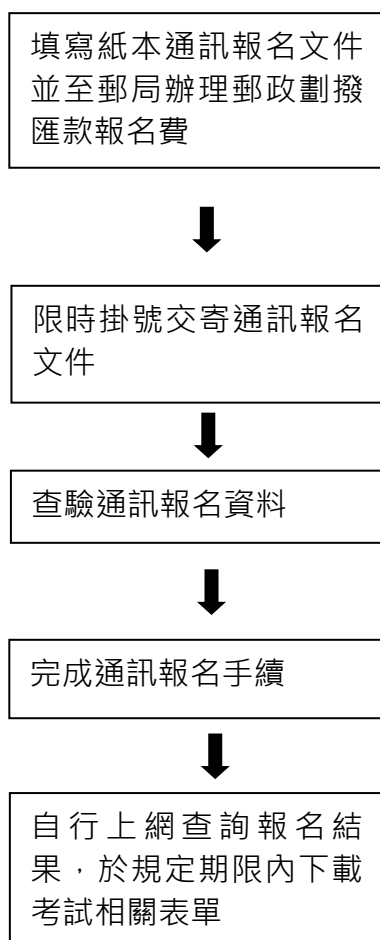 填寫紙本通訊報名文件
並至郵局辦理郵政劃撥
匯款報名費
限時掛號交寄通訊報名
文件
查驗通訊報名資料
完成通訊報名手續
自行上網查詢報名結
果，於規定期限內下載
考試相關表單